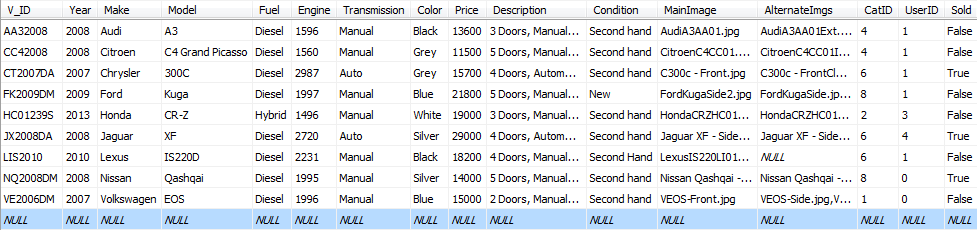 V_ID Year Make Model Fuel Engine Transmission Color Price Description Condition MainImage AlternateImgs CatID UserID Sold
AA32008 2008 Audi A3 Diesel 1596 Manual Black 13600 3 Doors, Manual... Second hand AudiA3AA01.jpg AudiA3AA01Ext.... 4 1 False
CC42008 2008 Citroen C4 Grand Picasso Diesel 1560 Manual Grey 11500 5 Doors, Manual... Second hand CitroenC4CC01.... CitroenC4CC01I... 4 1 False
CT2007DA 2007 Chrysler 300C Diesel 2987 Auto Grey 15700 4 Doors, Autom... Second hand C300c - Front.jpg C300c - FrontCl... 6 1 True
FK2009DM 2009 Ford Kuga Diesel 1997 Manual Blue 21800 5 Doors, Manual... New FordKugaSide2.jpg FordKugaSide.jp... 8 1 False
HC01239S 2013 Honda CR-Z Hybrid 1496 Manual White 19000 3 Doors, Manual... Second hand HondaCRZHC01.... HondaCRZHC01... 2 3 False
JX2008DA 2008 Jaguar XF Diesel 2720 Auto Silver 29000 4 Doors, Autom... Second hand Jaguar XF - Side... Jaguar XF - Side... 6 4 True
LIS2010 2010 Lexus IS220D Diesel 2231 Manual Black 18200 4 Doors, Manual... Second Hand LexusIS220LI01... NULL 6 1 False
NQ2008DM 2008 Nissan Qashqai Diesel 1995 Manual Silver 14000 5 Doors, Manual... Second hand Nissan Qashqai -... Nissan Qashqai -... 8 0 True
VE2006DM 2007 Volkswagen EOS Diesel 1996 Manual Blue 15000 2 Doors, Manual... Second hand VEOS-Front.jpg VEOS-Side.jpg,V... 1 0 False
NULL NULL NULL NULL NULL NULL NULL NULL NULL NULL NULL NULL NULL NULL NULL NULL